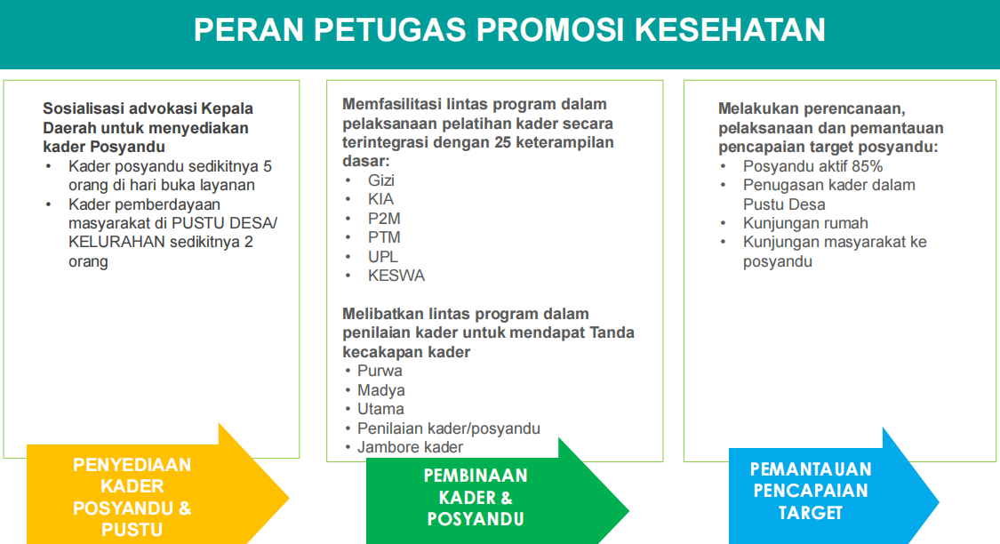 PERAN PETUGAS PROMOSI KESEHATAN
Sosialisasi advokasi Kepala
Daerah untuk menyediakan
kader Posyandu
• Kader posyandu sedikitnya 5
orang di hari buka layanan
• Kader pemberdayaan
masyarakat di PUSTU DESA/
KELURAHAN sedikitnya 2
orang
PENYEDIAAN
KADER
POSYANDU &
PUSTU
Memfasilitasi lintas program dalam
pelaksanaan pelatihan kader secara
terintegrasi dengan 25 keterampilan
dasar:
• Gizi
• KIA
• P2M
• PTM
• UPL
• KESWA
Melibatkan lintas program dalam
penilaian kader untuk mendapat Tanda
kecakapan kader
• Purwa
• Madya
• Utama
• Penilaian kader/posyandu
• Jambore kader
PEMBINAAN
KADER &
POSYANDU
Melakukan perencanaan,
pelaksanaan dan pemantauan
pencapaian target posyandu:
• Posyandu aktif 85%
• Penugasan kader dalam
Pustu Desa
• Kunjungan rumah
• Kunjungan masyarakat ke
posyandu
PEMANTAUAN
PENCAPAIAN
TARGET